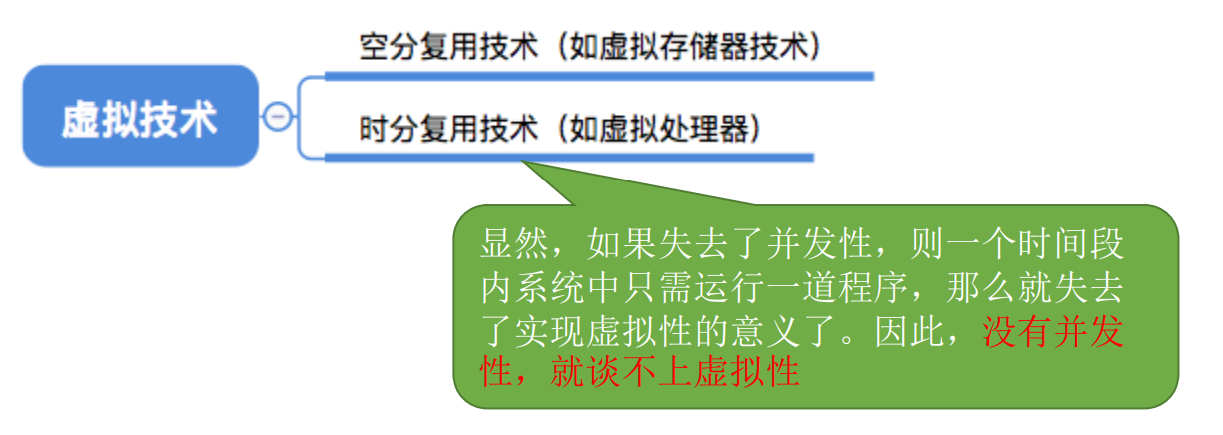 空分复用技术（如虚拟存储器技术）
虚拟技术
时分复用技术（如虚拟处理器）
显然，如果失去了并发性，则一个时间段
内系统中只需运行一道程序，那么就失去
了实现虚拟性的意义了。因此，没有并发
性，就谈不上虚拟性